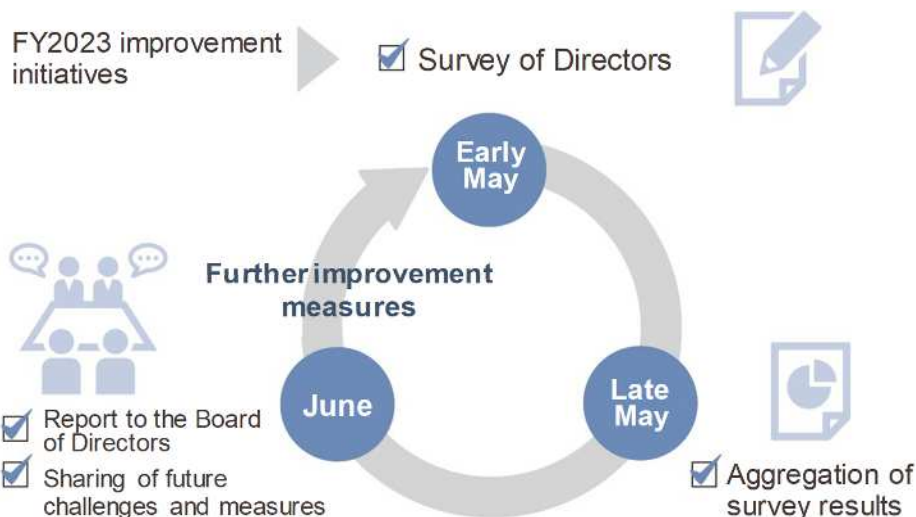 FY2023 improvement
initiatives
Survey of Directors
Early
May
Further improvement
measures
June
Late
May
Report to the Board
of Directors
Sharing of future
challenges and measures
Aggregation of
survey results